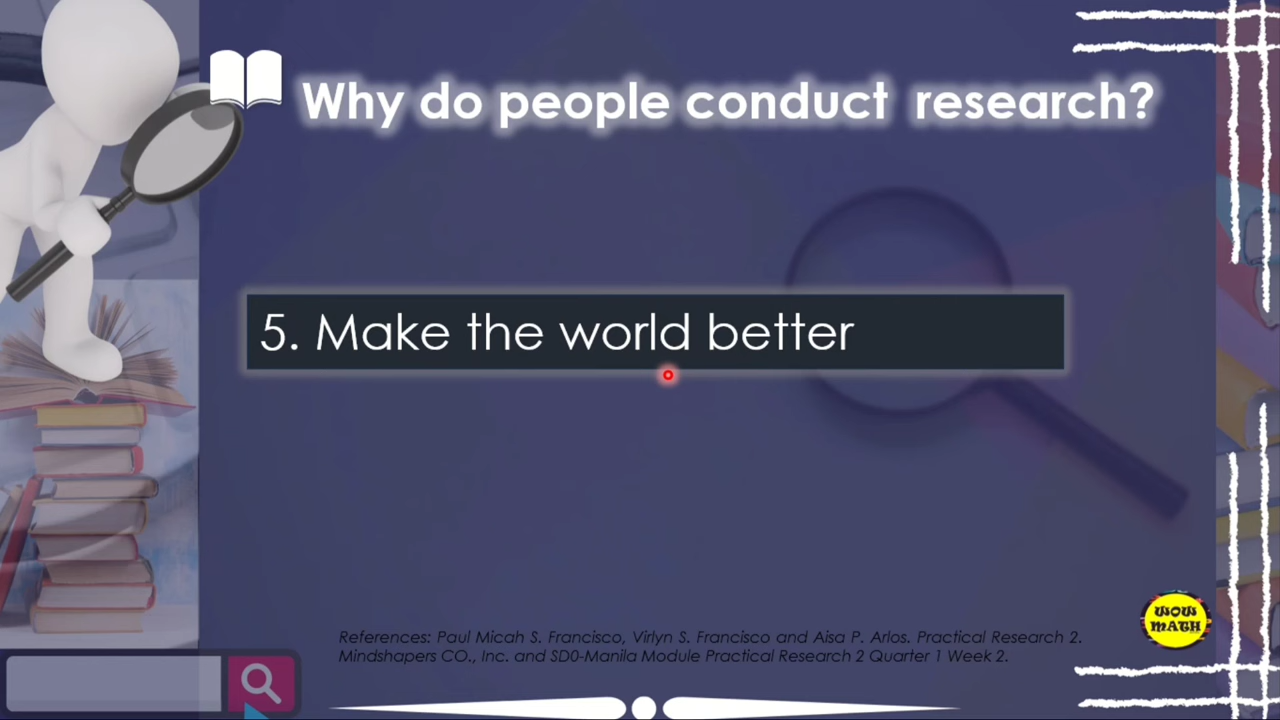 Why do people conduct research?
5. Make the world better
References: Paul Micah S. Francisco, Virlyn S. Francisco and Aisa P. Arlos. Practical Research 2.
Mindshapers CO., Inc. and SD0-Manila Module Practical Research 2 Quarter 1 Week 2.
WOW
MATH